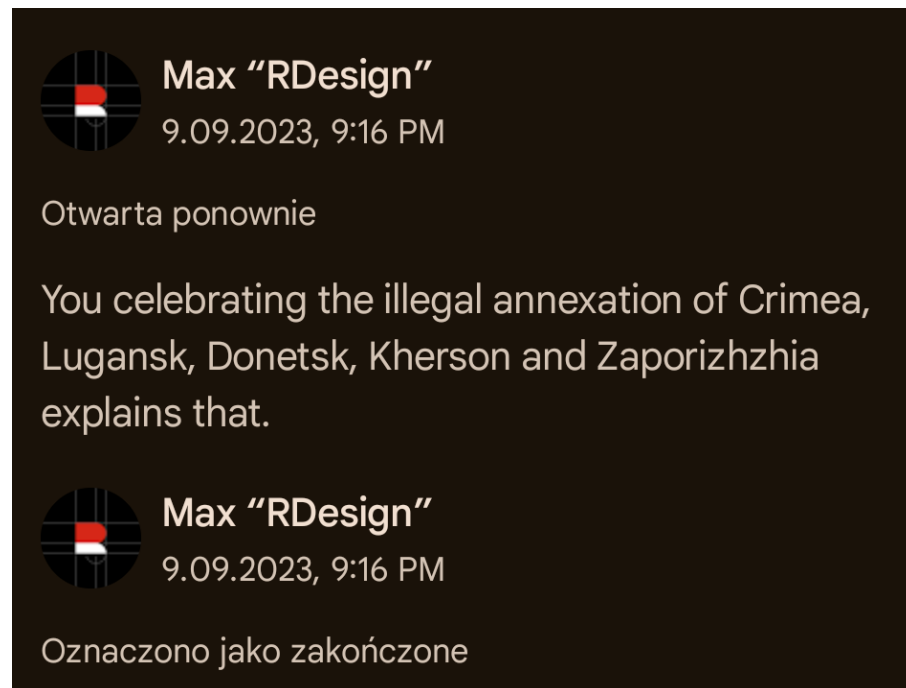 Max “RDesign”
9.09.2023, 9:16 PM
Otwarta ponownie
You celebrating the illegal annexation of Crimea,
Lugansk, Donetsk, Kherson and Zaporizhzhia
explains that.
Max “RDesign”
9.09.2023, 9:16 PM
Oznaczono jako zakończone